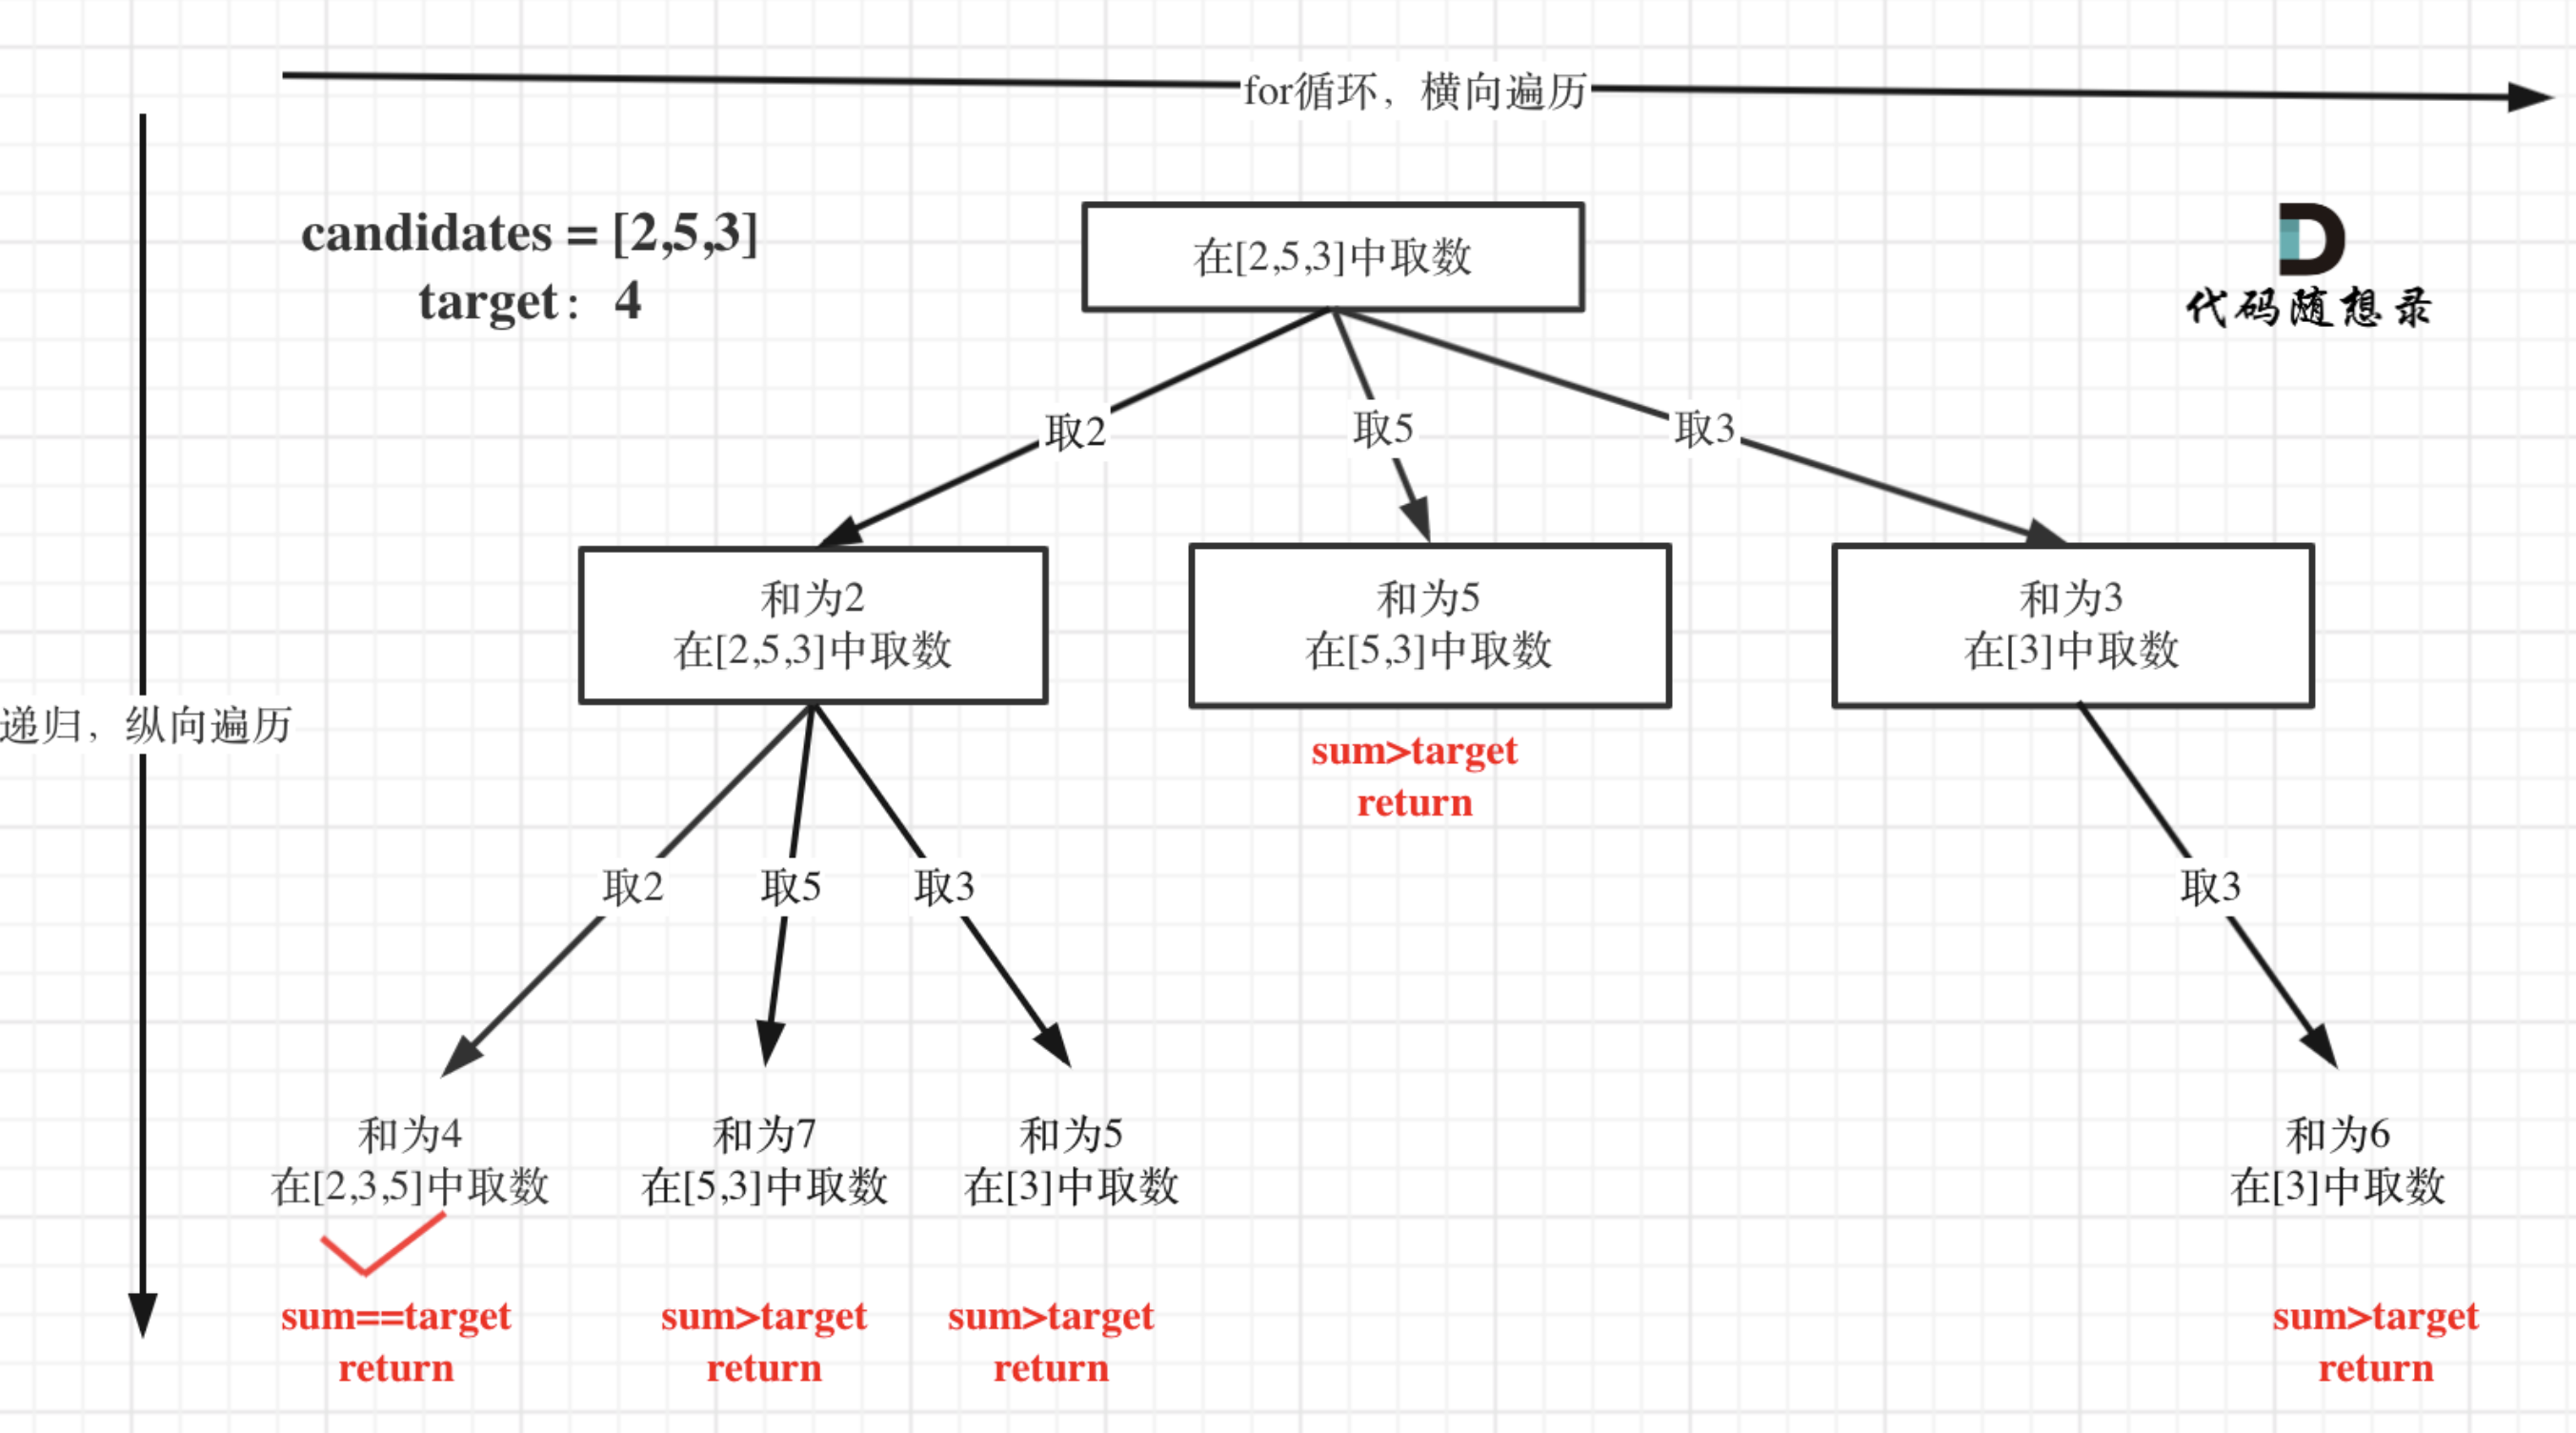 for循环，横向遍历
candidates = [2,5,3]
target： 4
在[2,5,3]中取数
代码随想录
取2
取5
取3
和为2
在[2,5,3]中取数
和为5
在[5,3]中取数
和为3
在[3]中取数
递归，纵向遍历
sum>target
return
取2
取5
取3
取3
和为4
在[2,3,5]中取数
和为7
在[5,3]中取数
和为5
在[3]中取数
和为6
在[3]中取数
sum==target
return
sum>target
return
sum>target
return
sum>target
return